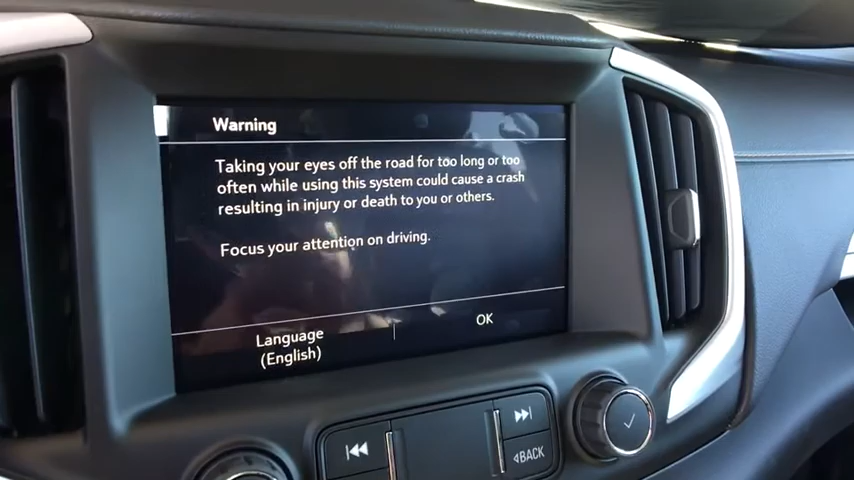 Warning
Taking your eyes off the road for too long or too
often while using this system could cause a crash
resulting in injury or death to you or others.
Focus your attention on driving.
Language
(English)
OK
BACK